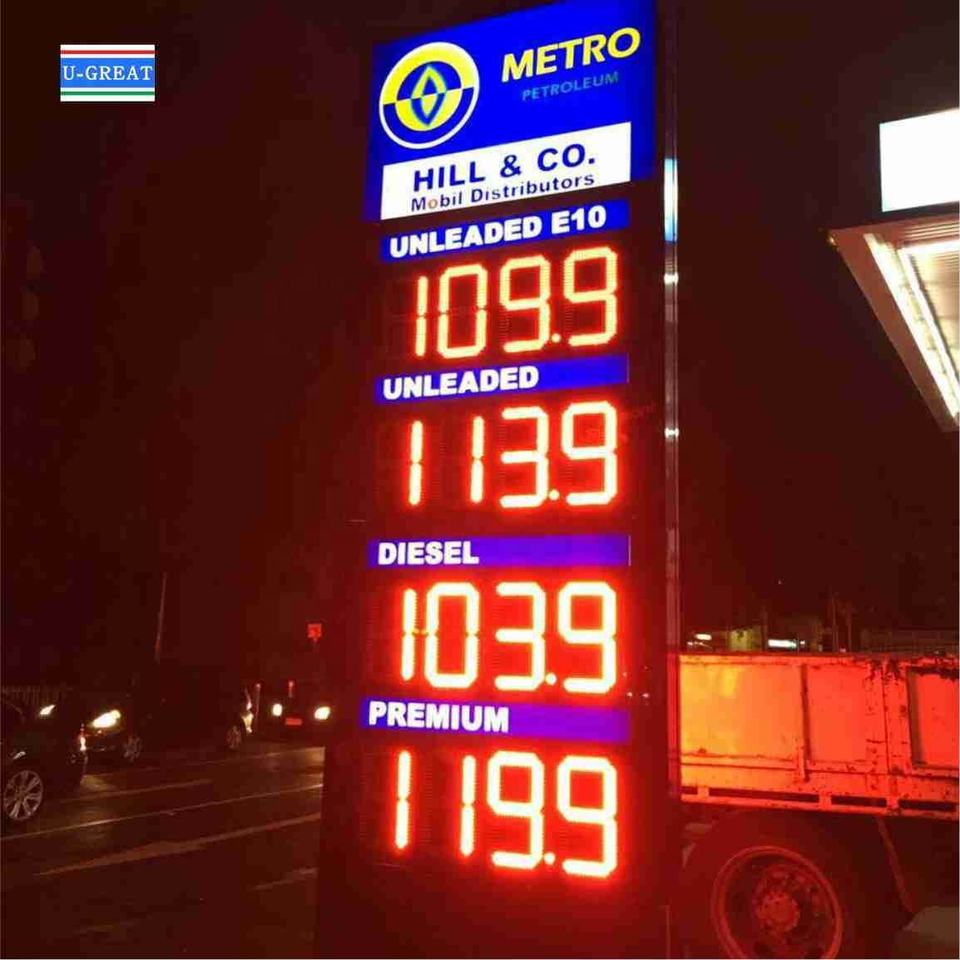 U-GREAT
METRO
PETROLEUM
HILL & CO.
Mobil Distributors
UNLEADED E10
109.9
UNLEADED
113.9
DIESEL
103.9
PREMIUM
119.9